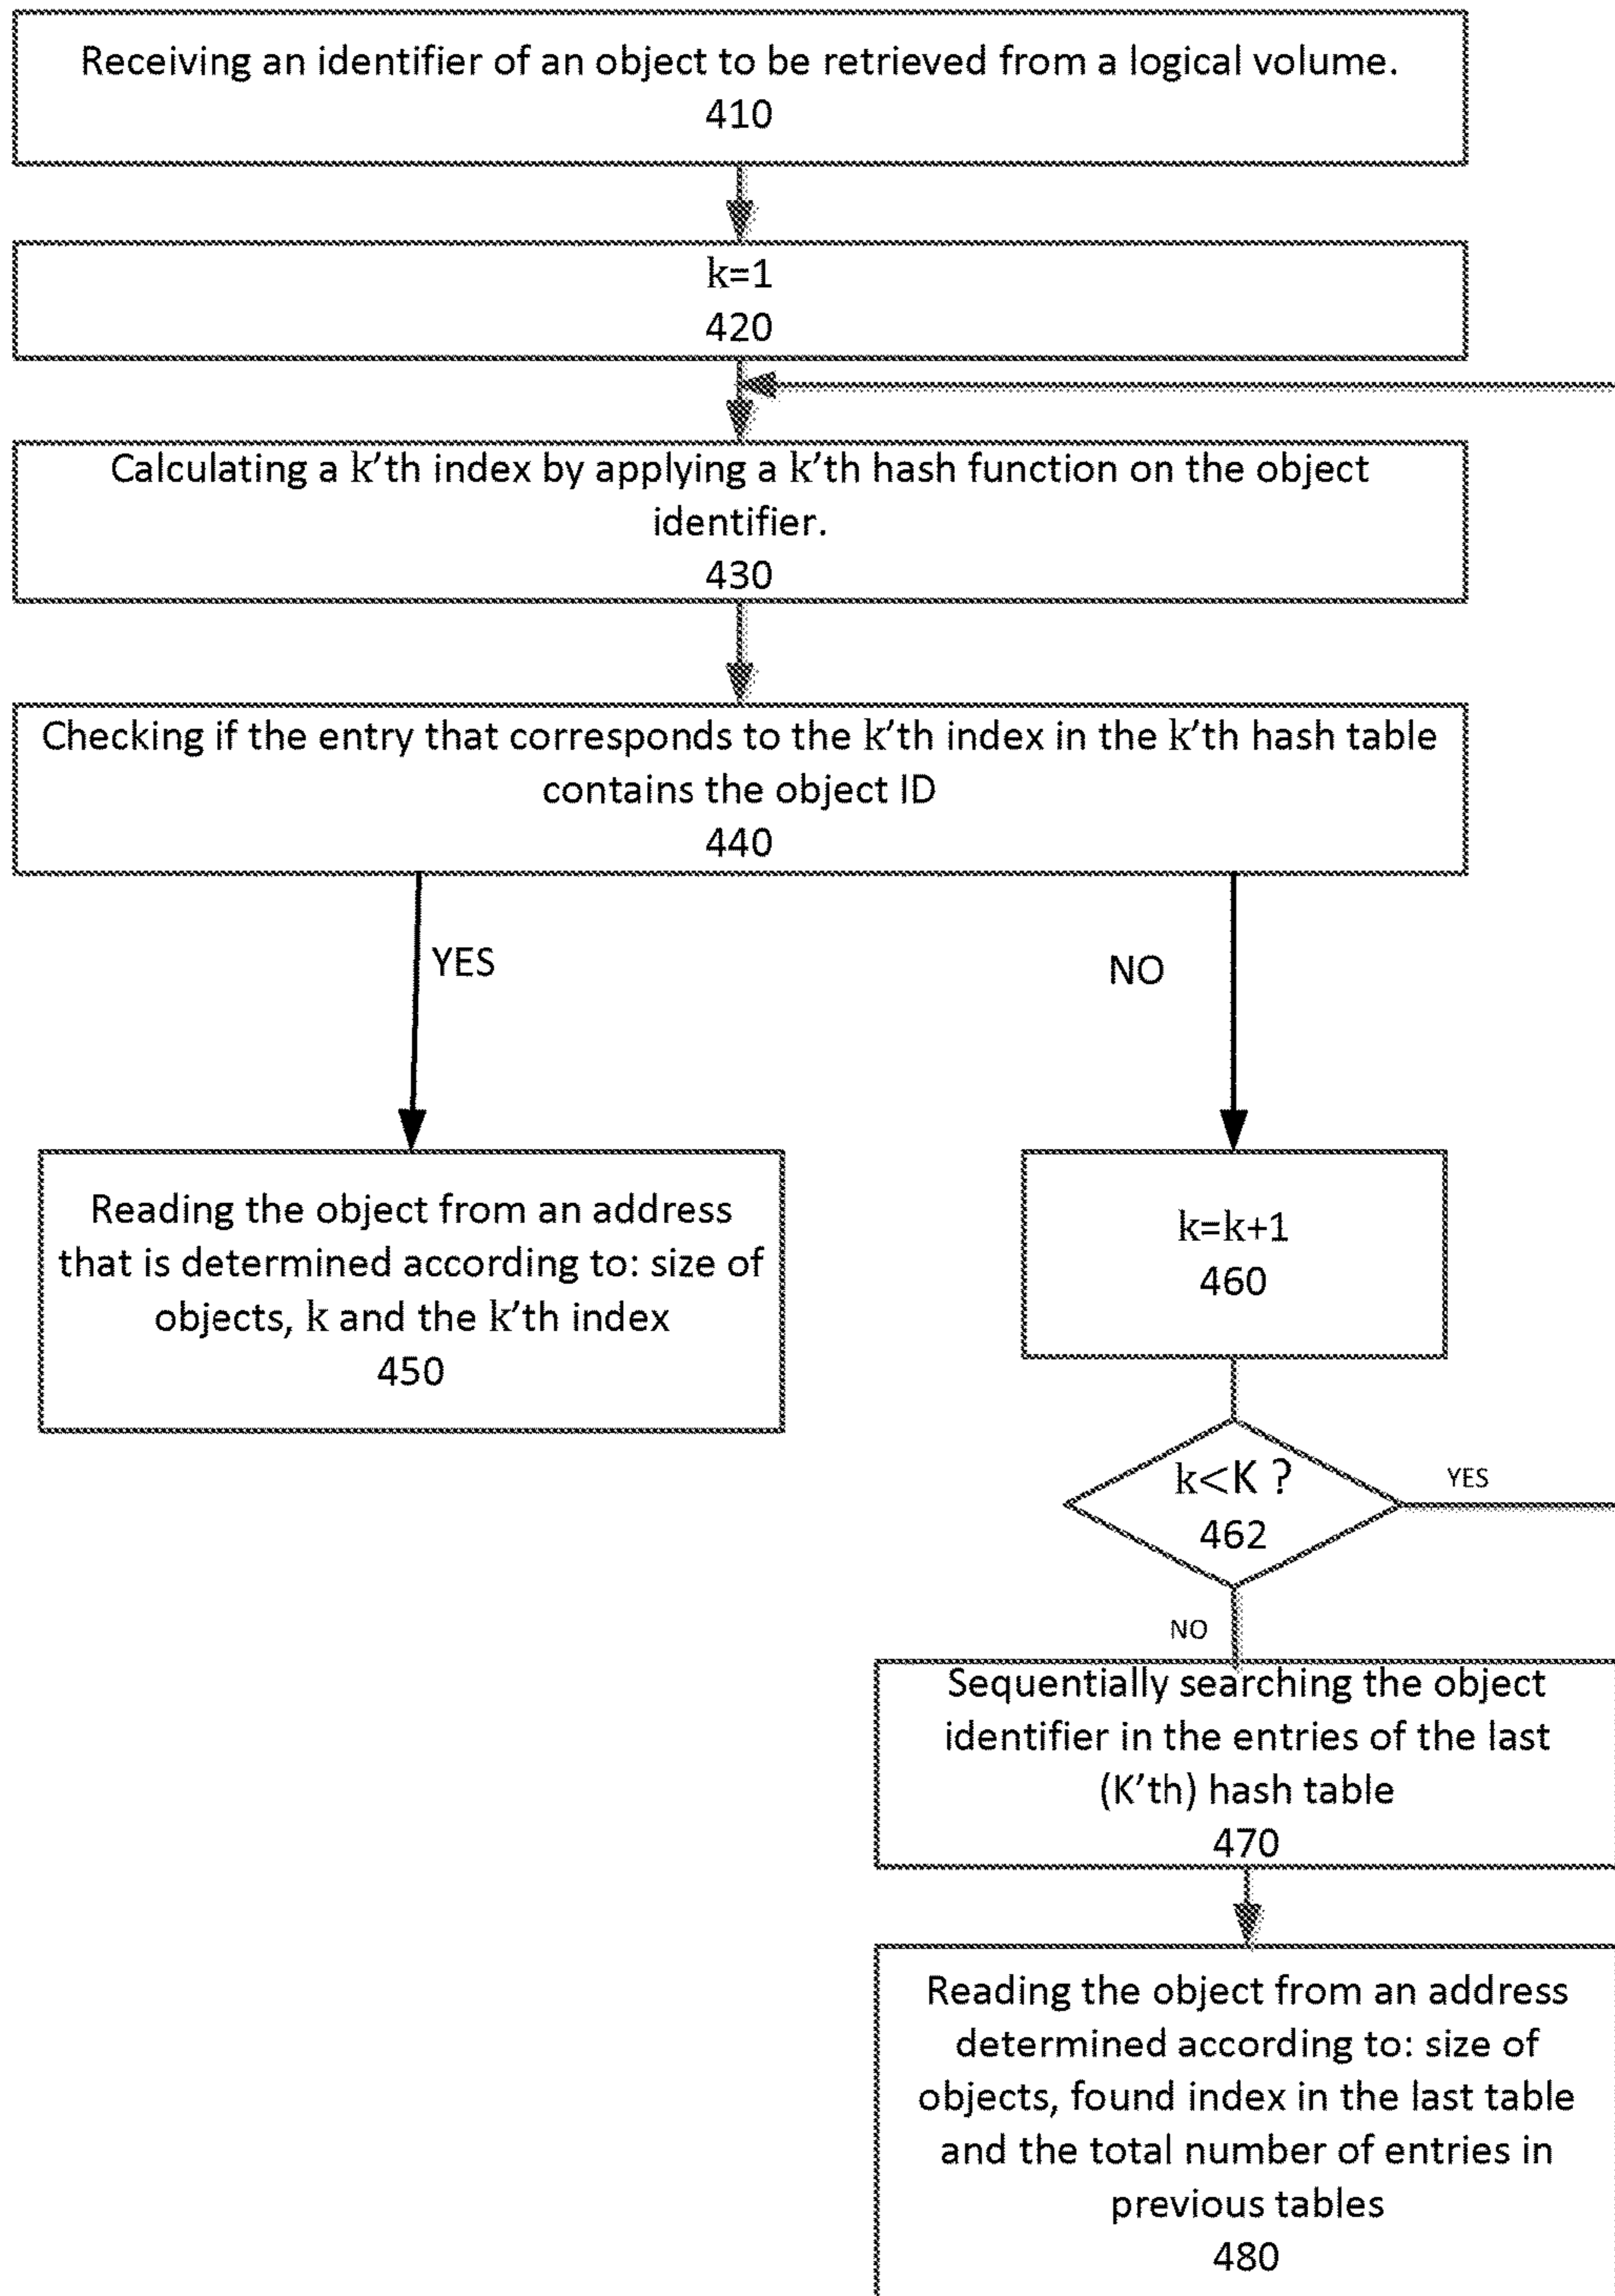 Receiving an identifier of an object to be retrieved from a logical volume.
410
k=1
420
Calculating a k'th index by applying a k'th hash function on the object
identifier.
430
Checking if the entry that corresponds to the k'th index in the k'th hash table
contains the object ID
440
YES
NO
Reading the object from an address
that is determined according to: size of
objects, k and the k'th index
450
k=k+1
460
k<K ?
462
YES
NO
Sequentially searching the object
identifier in the entries of the last
(K'th) hash table
470
Reading the object from an address
determined according to: size of
objects, found index in the last table
and the total number of entries in
previous tables
480